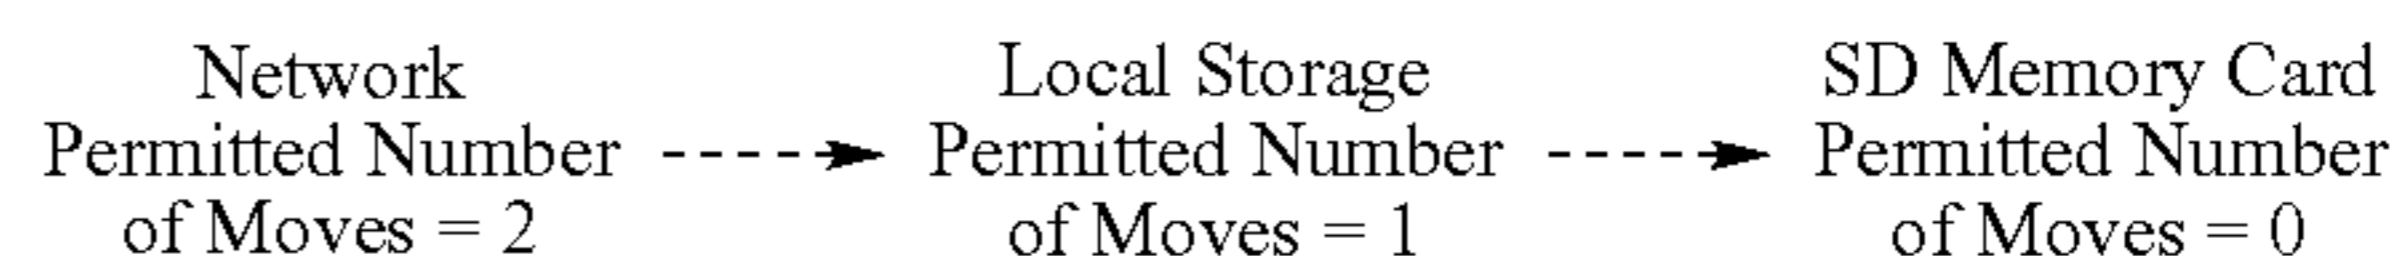 Network
Permitted Number
of Moves = 2
Local Storage
Permitted Number
of Moves = 1
SD Memory Card
Permitted Number
of Moves = 0